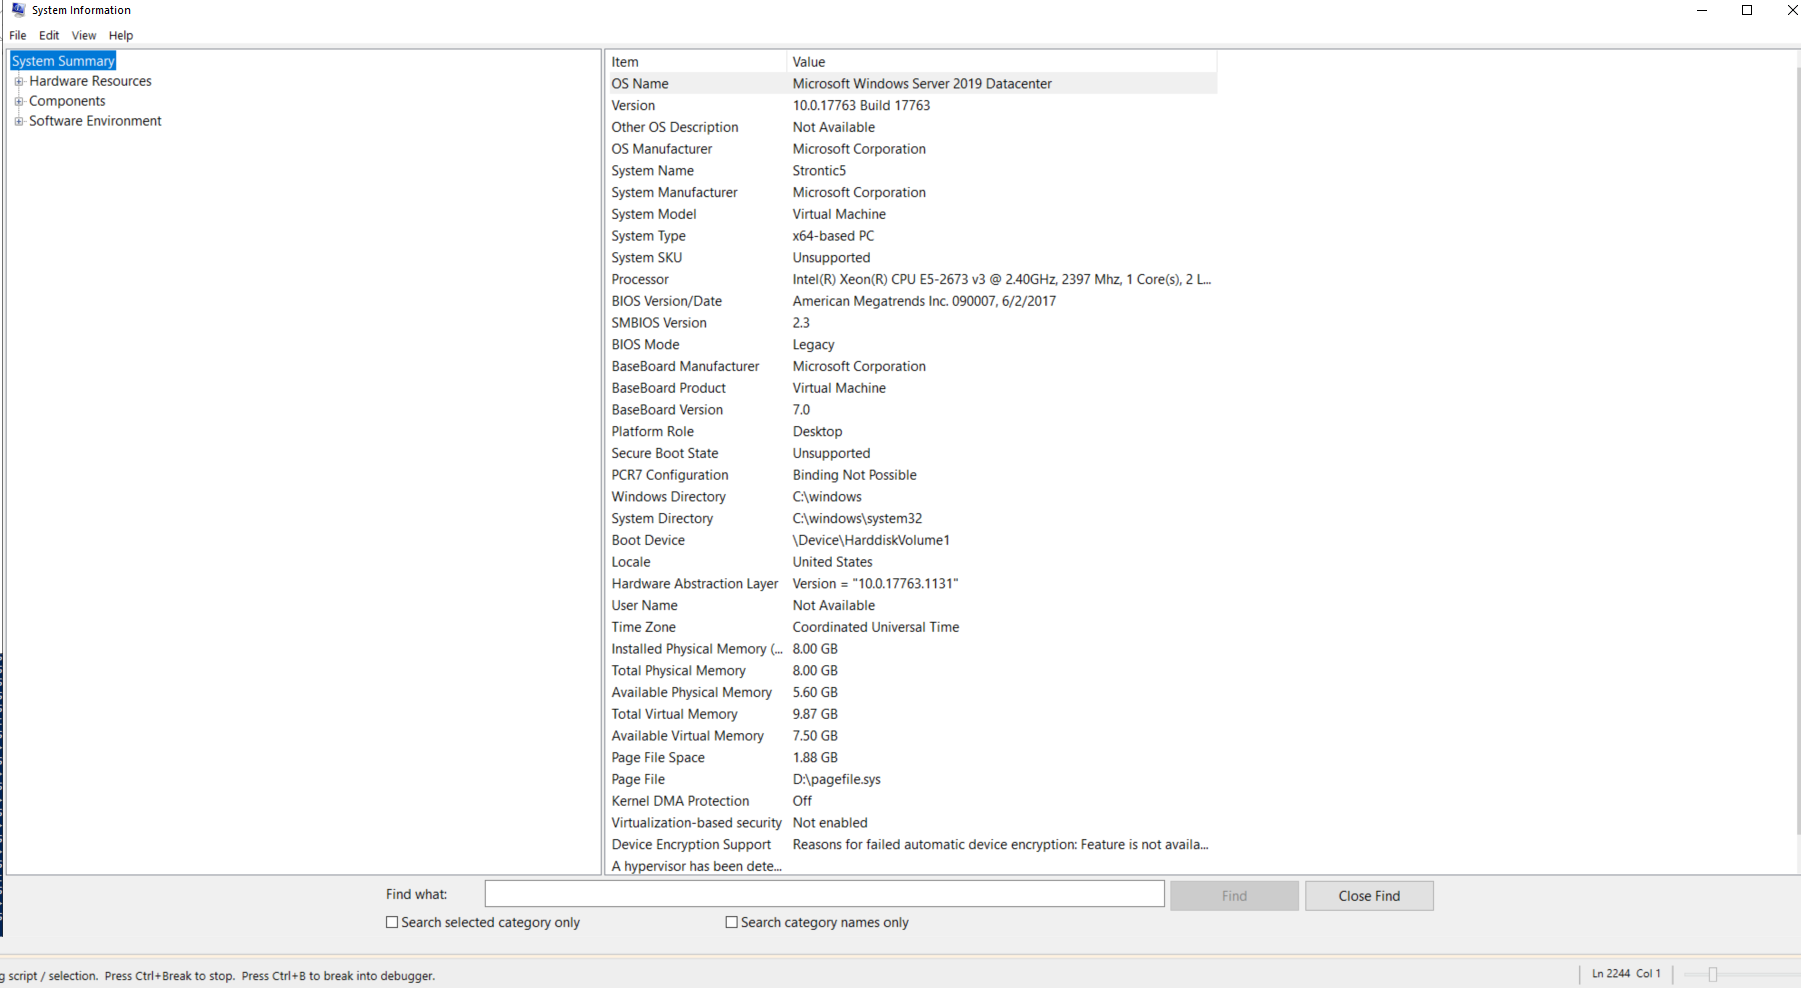 System Information
File Edit View Help
System Summary
Hardware Resources
Components
Software Environment
Item Value
OS Name Microsoft Windows Server 2019 Datacenter
Version 10.0.17763 Build 17763
Other OS Description Not Available
OS Manufacturer Microsoft Corporation
System Name Strontic5
System Manufacturer Microsoft Corporation
System Model Virtual Machine
System Type x64-based PC
System SKU Unsupported
Processor Intel(R) Xeon(R) CPU E5-2673 v3 @ 2.40GHz, 2397 Mhz, 1 Core(s), 2 L...
BIOS Version/Date American Megatrends Inc. 090007, 6/2/2017
SMBIOS Version 2.3
BIOS Mode Legacy
BaseBoard Manufacturer Microsoft Corporation
BaseBoard Product Virtual Machine
BaseBoard Version 7.0
Platform Role Desktop
Secure Boot State Unsupported
PCR7 Configuration Binding Not Possible
Windows Directory C:\windows
System Directory C:\windows\system32
Boot Device \Device\HarddiskVolume1
Locale United States
Hardware Abstraction Layer Version = "10.0.17763.1131"
User Name Not Available
Time Zone Coordinated Universal Time
Installed Physical Memory (... 8.00 GB
Total Physical Memory 8.00 GB
Available Physical Memory 5.60 GB
Total Virtual Memory 9.87 GB
Available Virtual Memory 7.50 GB
Page File Space 1.88 GB
Page File D:\pagefile.sys
Kernel DMA Protection Off
Virtualization-based security Not enabled
Device Encryption Support Reasons for failed automatic device encryption: Feature is not availa...
A hypervisor has been dete...
Find what: Find Close Find
Search selected category only Search category names only
g script / selection. Press Ctrl+Break to stop. Press Ctrl+B to break into debugger. Ln 2244 Col 1